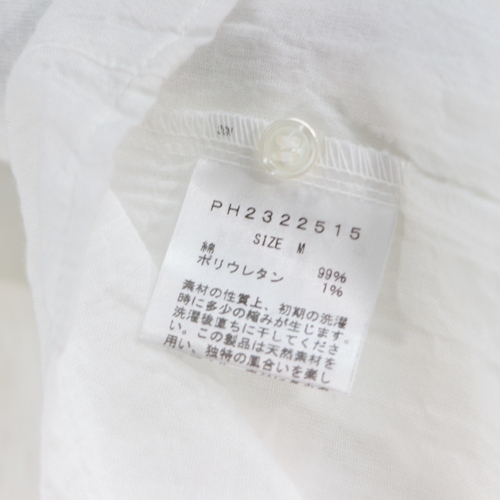 PH2322515
SIZE M
綿 99%
ポリウレタン 1%
素材の性質上、初期の洗濯
時に多少の縮みが生じます。
洗濯後直ちに干してくださ
い。この製品は天然素材を
用い、独特の風合いを楽し